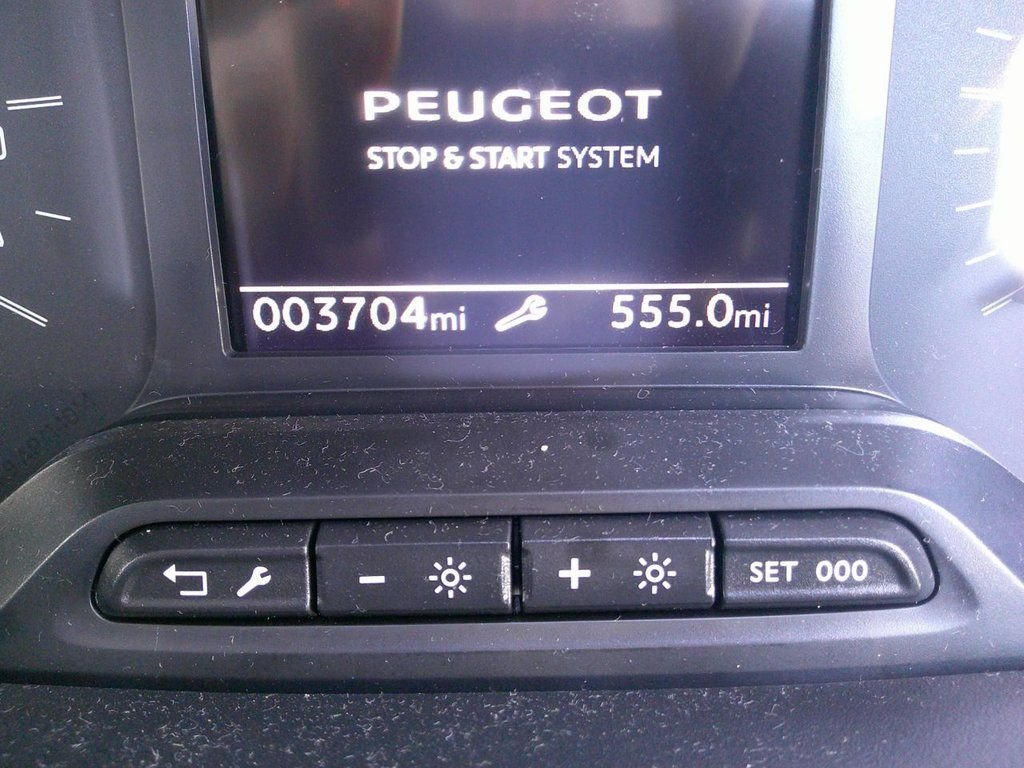 PEUGEOT
STOP & START SYSTEM
003704mi 555.0mi
- + SET 000